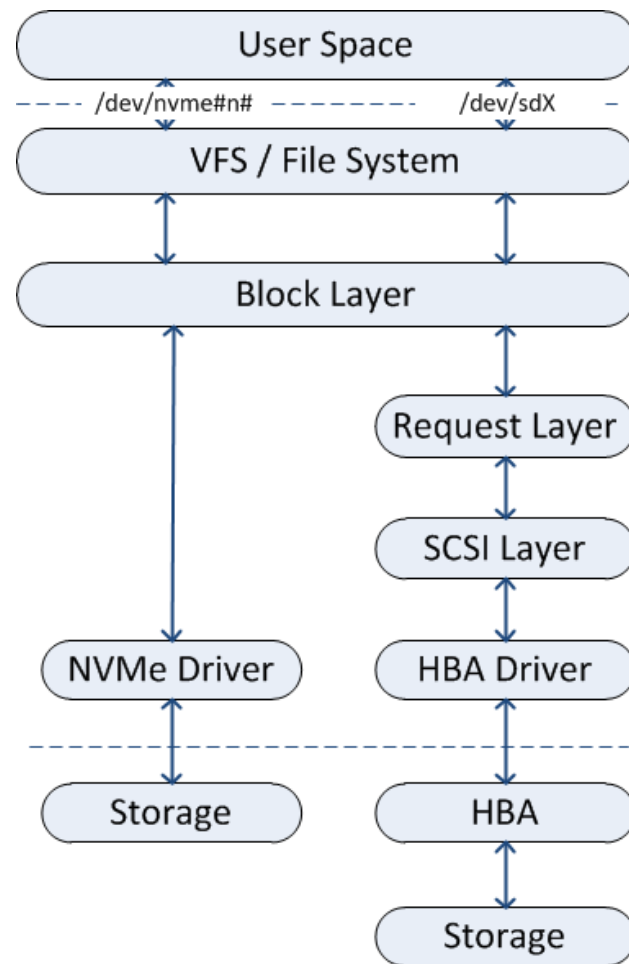 User Space
/dev/nvme#n#
/dev/sdX
VFS / File System
Block Layer
Request Layer
SCSI Layer
NVMe Driver
HBA Driver
Storage
HBA
Storage